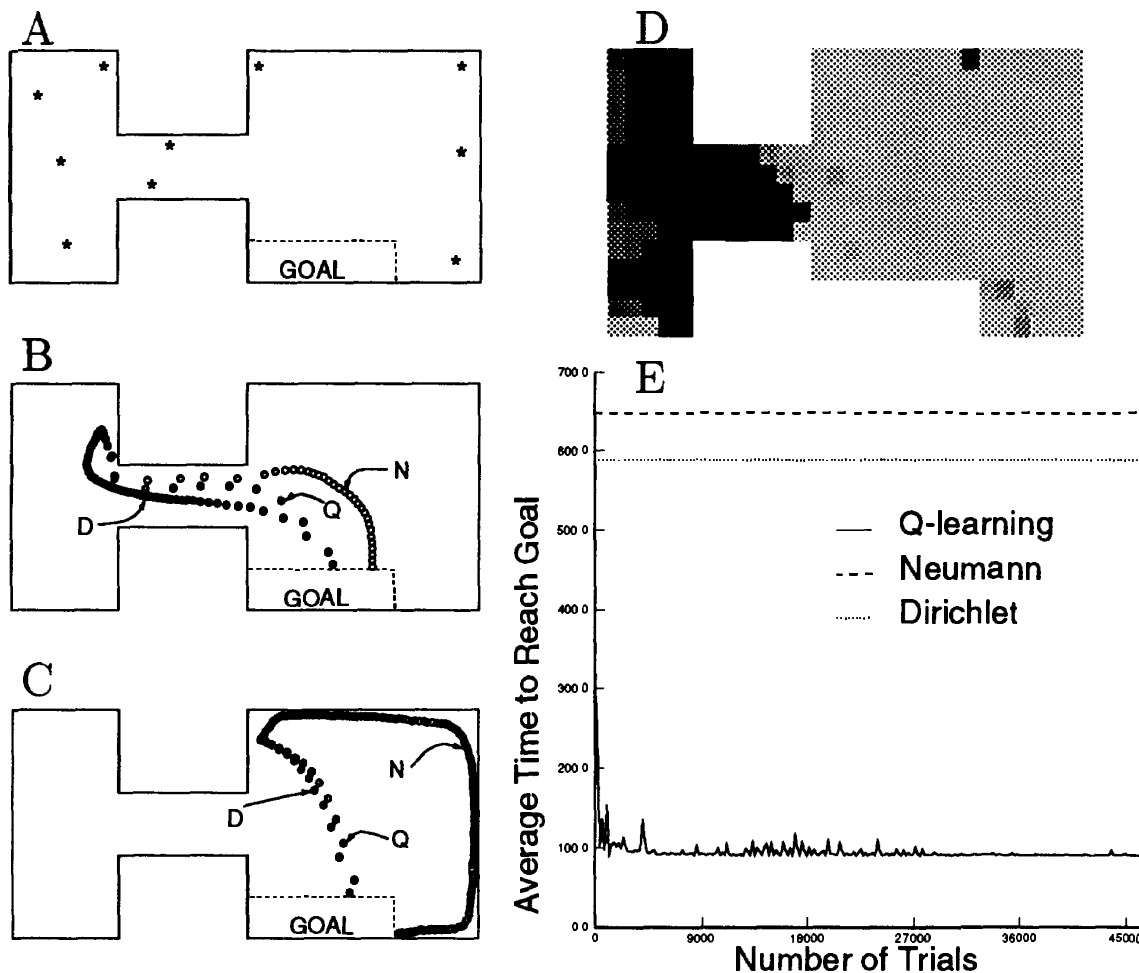 A
GOAL
B
N
Q
D
GOAL
C
N
D
Q
GOAL
D
E
Average Time to Reach Goal
700 0
600 0
500 0
400 0
300 0
200 0
100 0
0 0
Q-learning
Neumann
Dirichlet
0
9000
18000
27000
36000
45000
Number of Trials